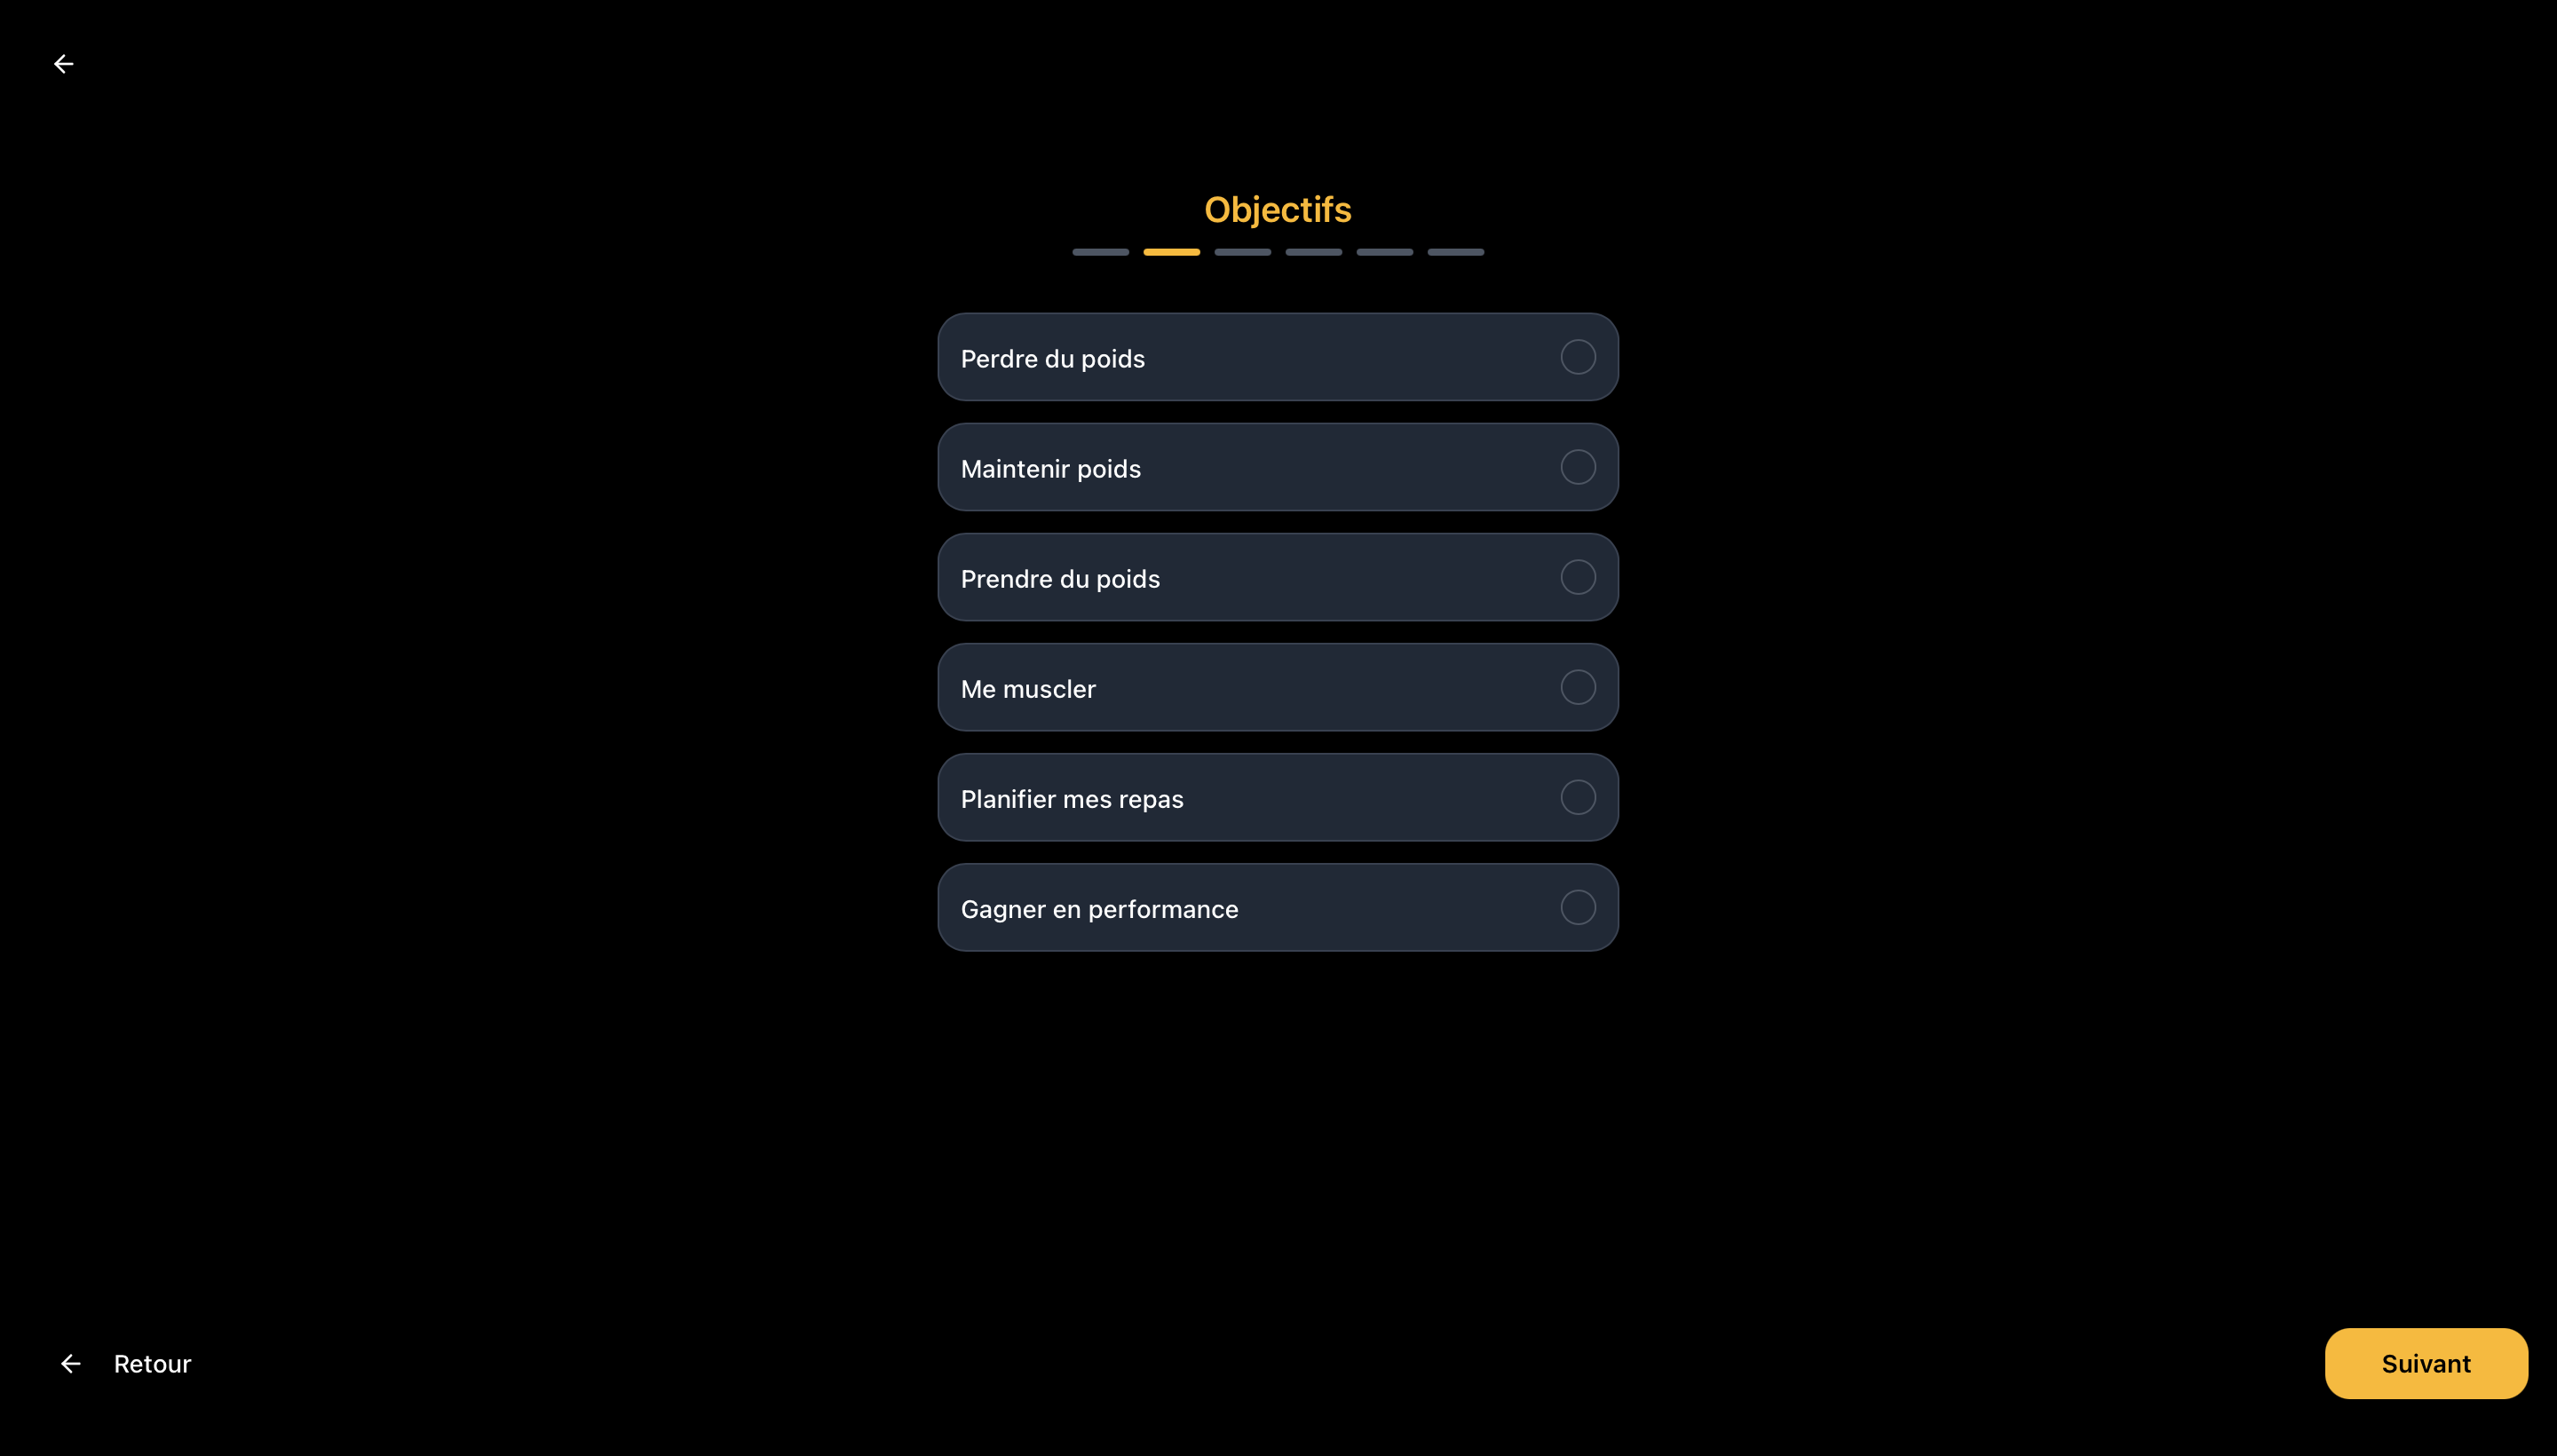 Objectifs
Perdre du poids
Maintenir poids
Prendre du poids
Me muscler
Planifier mes repas
Gagner en performance
Retour
Suivant